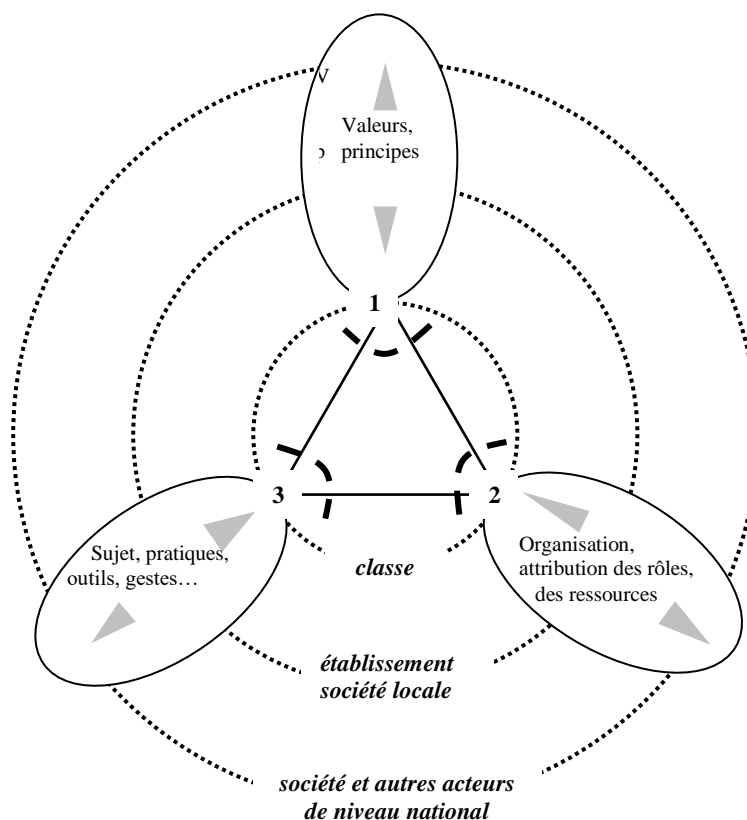 Valeurs,
principes
1
3
2
Sujet, pratiques,
outils, gestes…
Organisation,
attribution des rôles,
des ressources
classe
établissement
société locale
société et autres acteurs
de niveau national